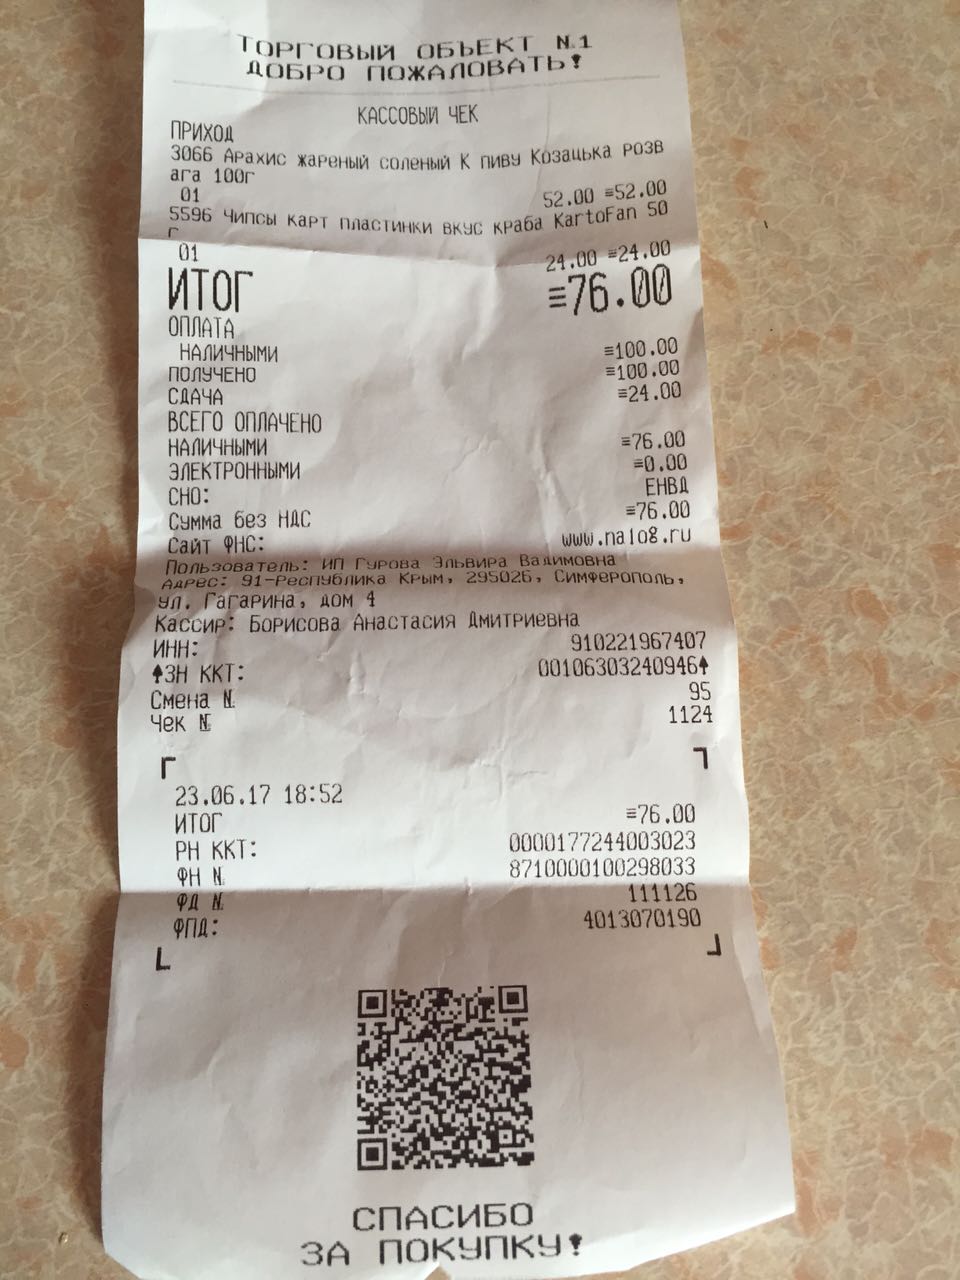 ТОРГОВЫЙ ОБЪЕКТ №1
ДОБРО ПОЖАЛОВАТЬ!
КАССОВЫЙ ЧЕК
ПРИХОД
3066 Арахис жареный соленый К пиву Козацька розв
ага 100г
01 52.00 ≡52.00
5596 Чипсы карт пластинки вкус краба KartoFan 50
г
01 24.00 ≡24.00
ИТОГ ≡76.00
ОПЛАТА
НАЛИЧНЫМИ ≡100.00
ПОЛУЧЕНО ≡100.00
СДАЧА ≡24.00
ВСЕГО ОПЛАЧЕНО
НАЛИЧНЫМИ ≡76.00
ЭЛЕКТРОННЫМИ ≡0.00
СНО: ЕНВД
Сумма без НДС ≡76.00
Сайт ФНС: www.nalog.ru
Пользователь: ИП Гурова Эльвира Вадимовна
Адрес: 91-Республика Крым, 295026, Симферополь,
ул. Гагарина, дом 4
Кассир: Борисова Анастасия Дмитриевна
ИНН: 910221967407
ЗН ККТ: 00106303240946
Смена № 95
Чек № 1124
23.06.17 18:52
ИТОГ ≡76.00
РН ККТ: 0000177244003023
ФН № 8710000100298033
ФД № 111126
ФПД: 4013070190
СПАСИБО
ЗА ПОКУПКУ!